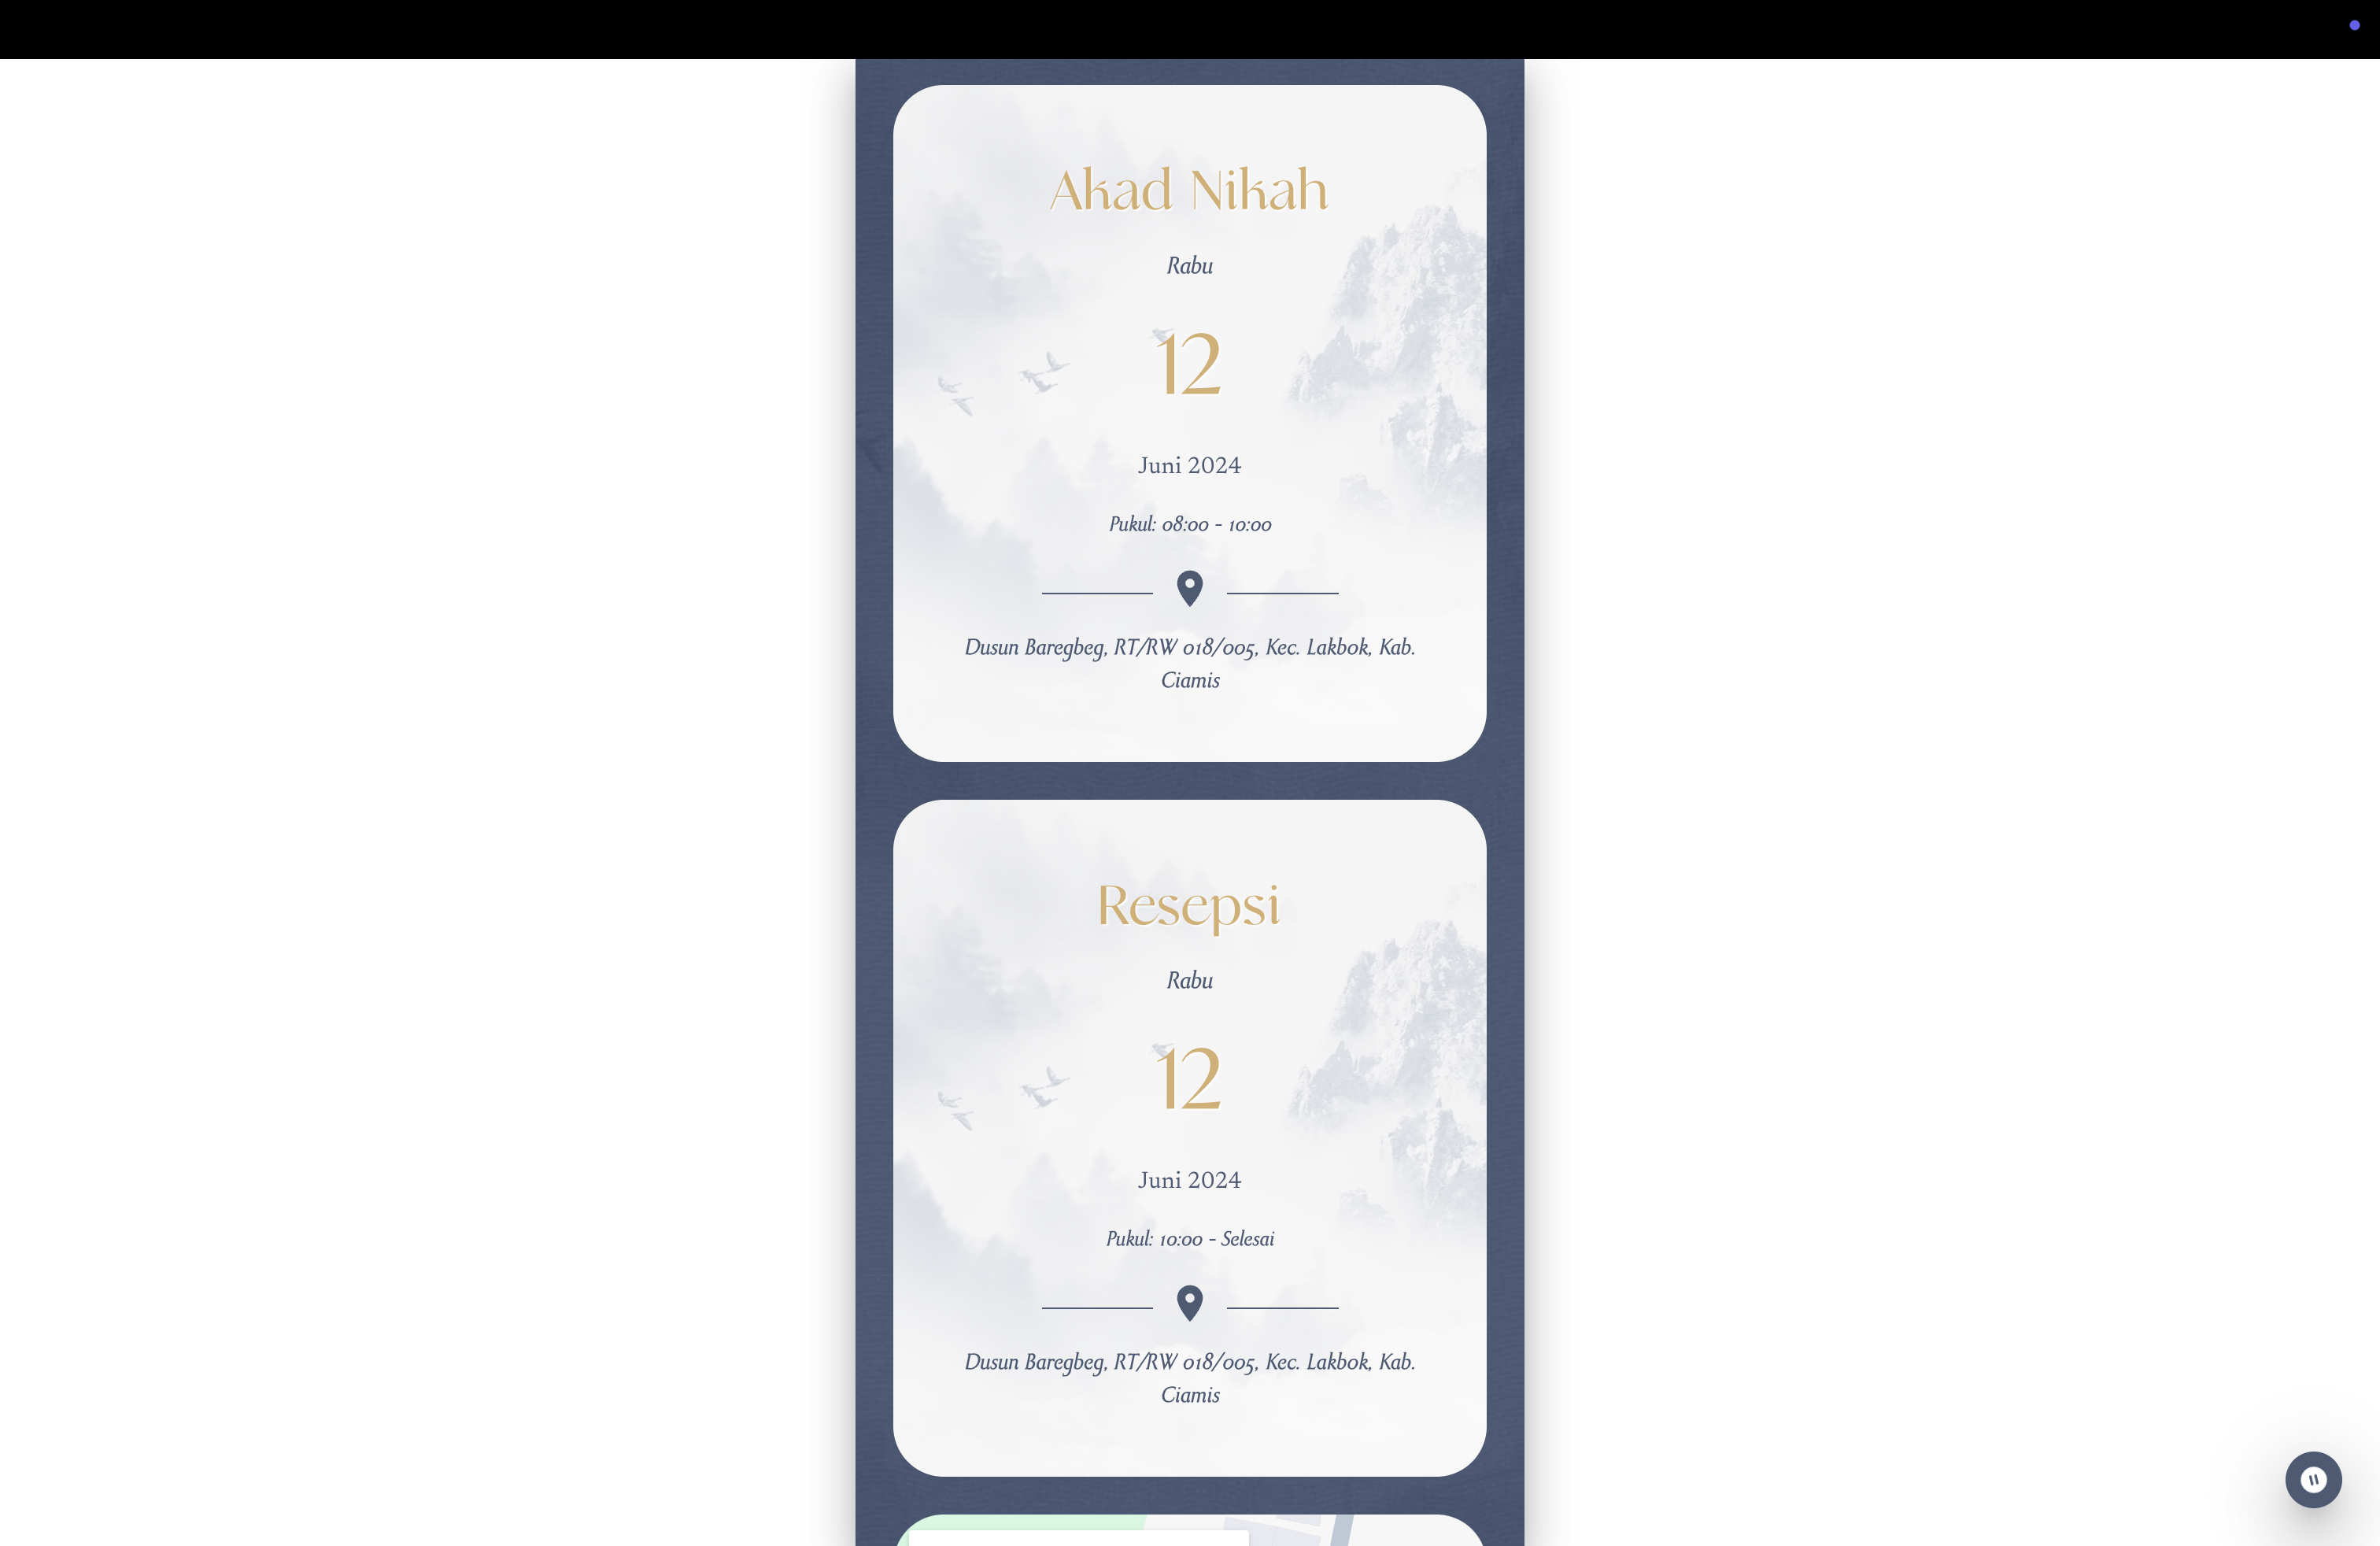 Akad Nikah
Rabu
12
Juni 2024
Pukul: 08:00 - 10:00
Dusun Baregbeg, RT/RW 018/005, Kec. Lakbok, Kab.
Ciamis
Resepsi
Rabu
12
Juni 2024
Pukul: 10:00 - Selesai
Dusun Baregbeg, RT/RW 018/005, Kec. Lakbok, Kab.
Ciamis